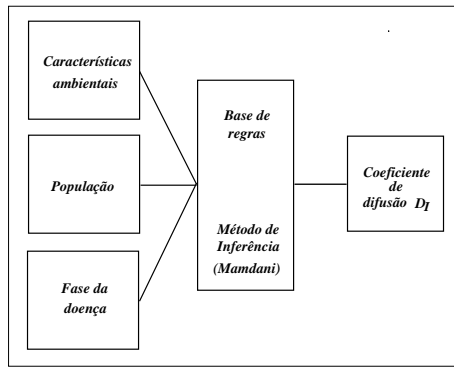 Características
ambientais
População
Fase da
doença
Base de
regras
Método de
Inferência
(Mamdani)
Coeficiente
de
difusão D_I